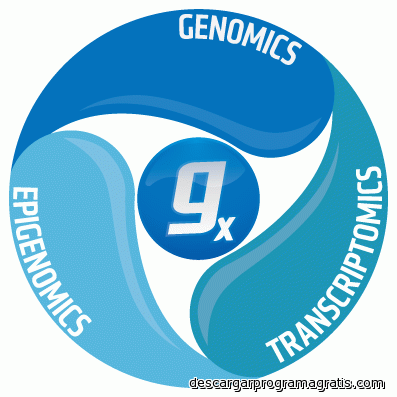 GENOMICS
gx
EPIGENOMICS
TRANSCRIPTOMICS
descargarprogramagratis.com